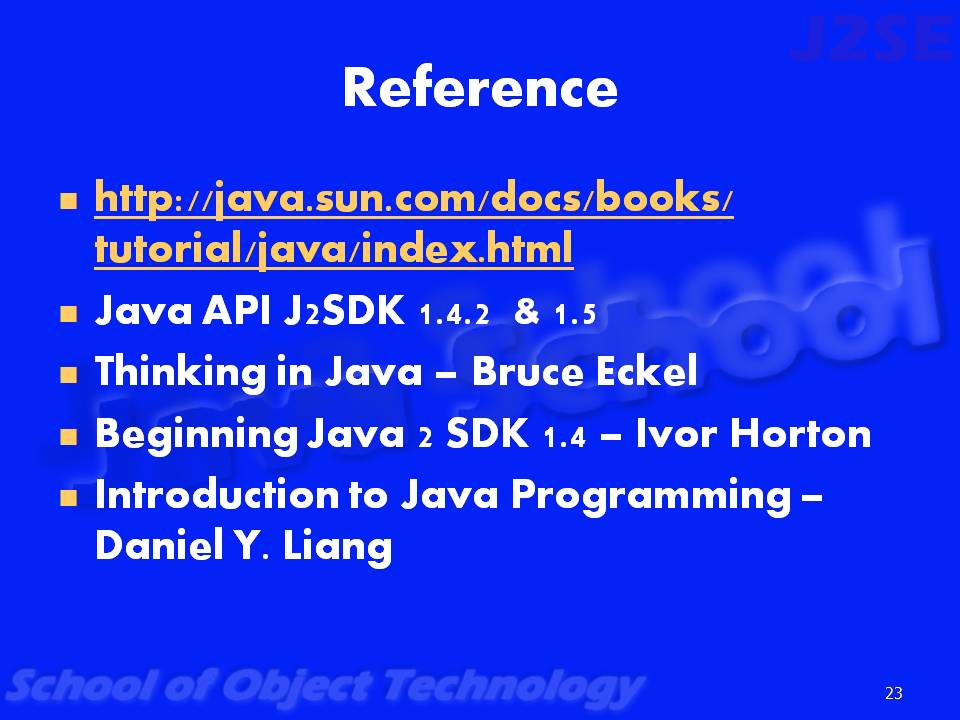 J2SE
Reference
http://java.sun.com/docs/books/
tutorial/java/index.html
Java API J2SDK 1.4.2 & 1.5
Thinking in Java – Bruce Eckel
Java School
Beginning Java 2 SDK 1.4 – Ivor Horton
Introduction to Java Programming –
Daniel Y. Liang
School of Object Technology
23